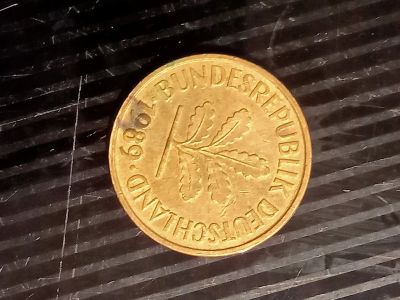 BUNDESREPUBLIK DEUTSCHLAND
· 1989 ·